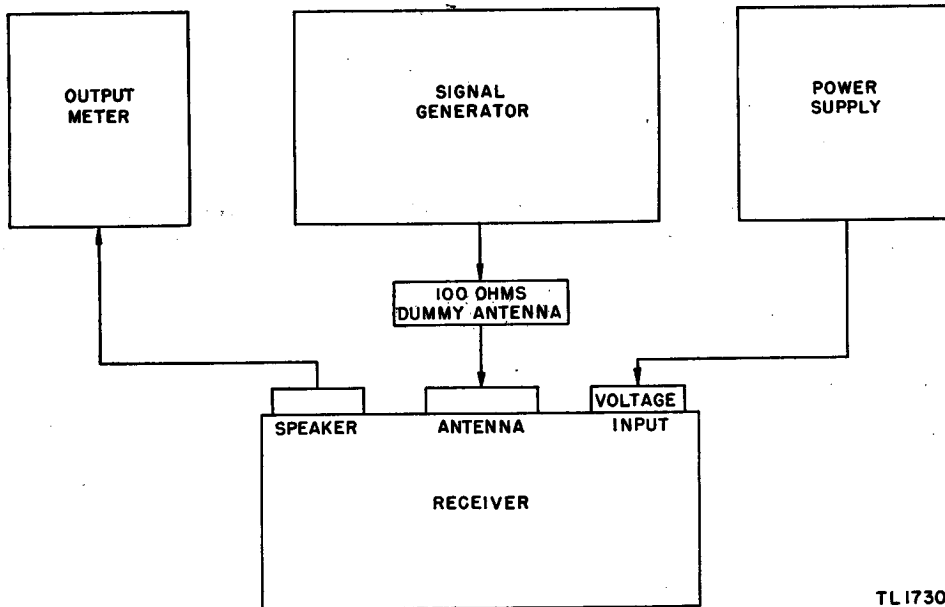 OUTPUT
METER
SIGNAL
GENERATOR
POWER
SUPPLY
100 OHMS
DUMMY ANTENNA
VOLTAGE
SPEAKER
ANTENNA
INPUT
RECEIVER
TL1730